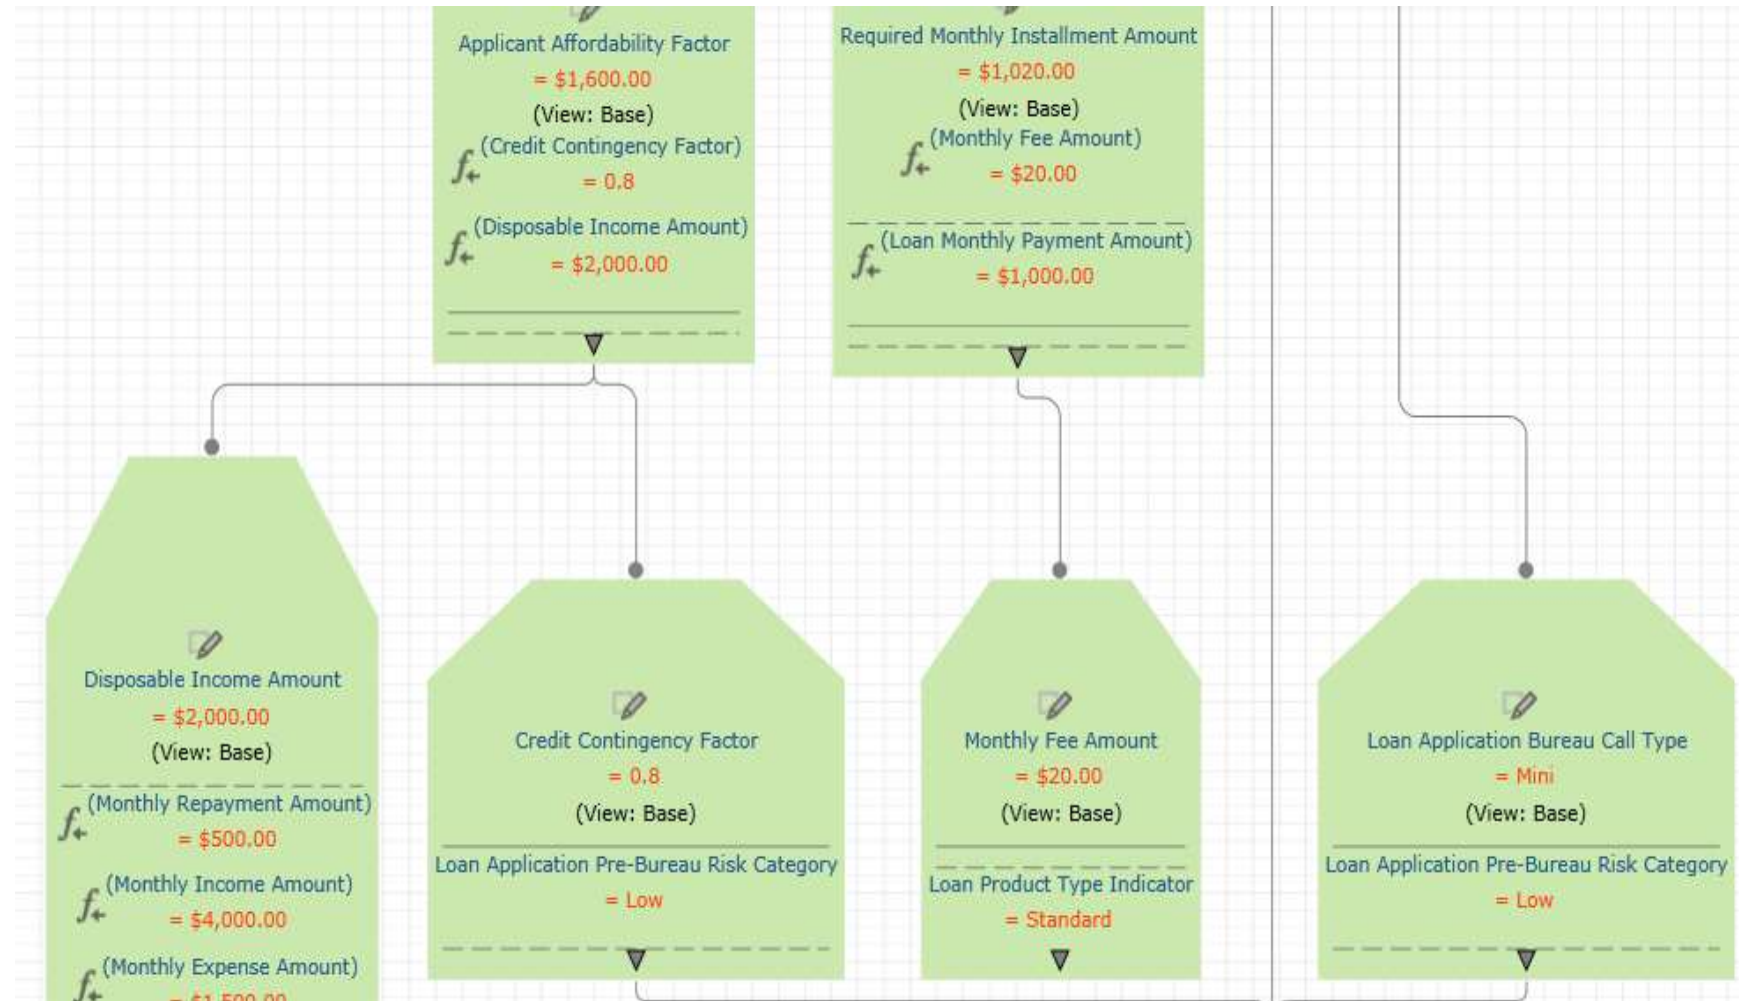 Applicant Affordability Factor
= $1,600.00
(View: Base)
(Credit Contingency Factor)
= 0.8
(Disposable Income Amount)
= $2,000.00
Required Monthly Installment Amount
= $1,020.00
(View: Base)
(Monthly Fee Amount)
= $20.00
(Loan Monthly Payment Amount)
= $1,000.00
Disposable Income Amount
= $2,000.00
(View: Base)
(Monthly Repayment Amount)
= $500.00
(Monthly Income Amount)
= $4,000.00
(Monthly Expense Amount)
= $1,500.00
Credit Contingency Factor
= 0.8
(View: Base)
Loan Application Pre-Bureau Risk Category
= Low
Monthly Fee Amount
= $20.00
(View: Base)
Loan Product Type Indicator
= Standard
Loan Application Bureau Call Type
= Mini
(View: Base)
Loan Application Pre-Bureau Risk Category
= Low